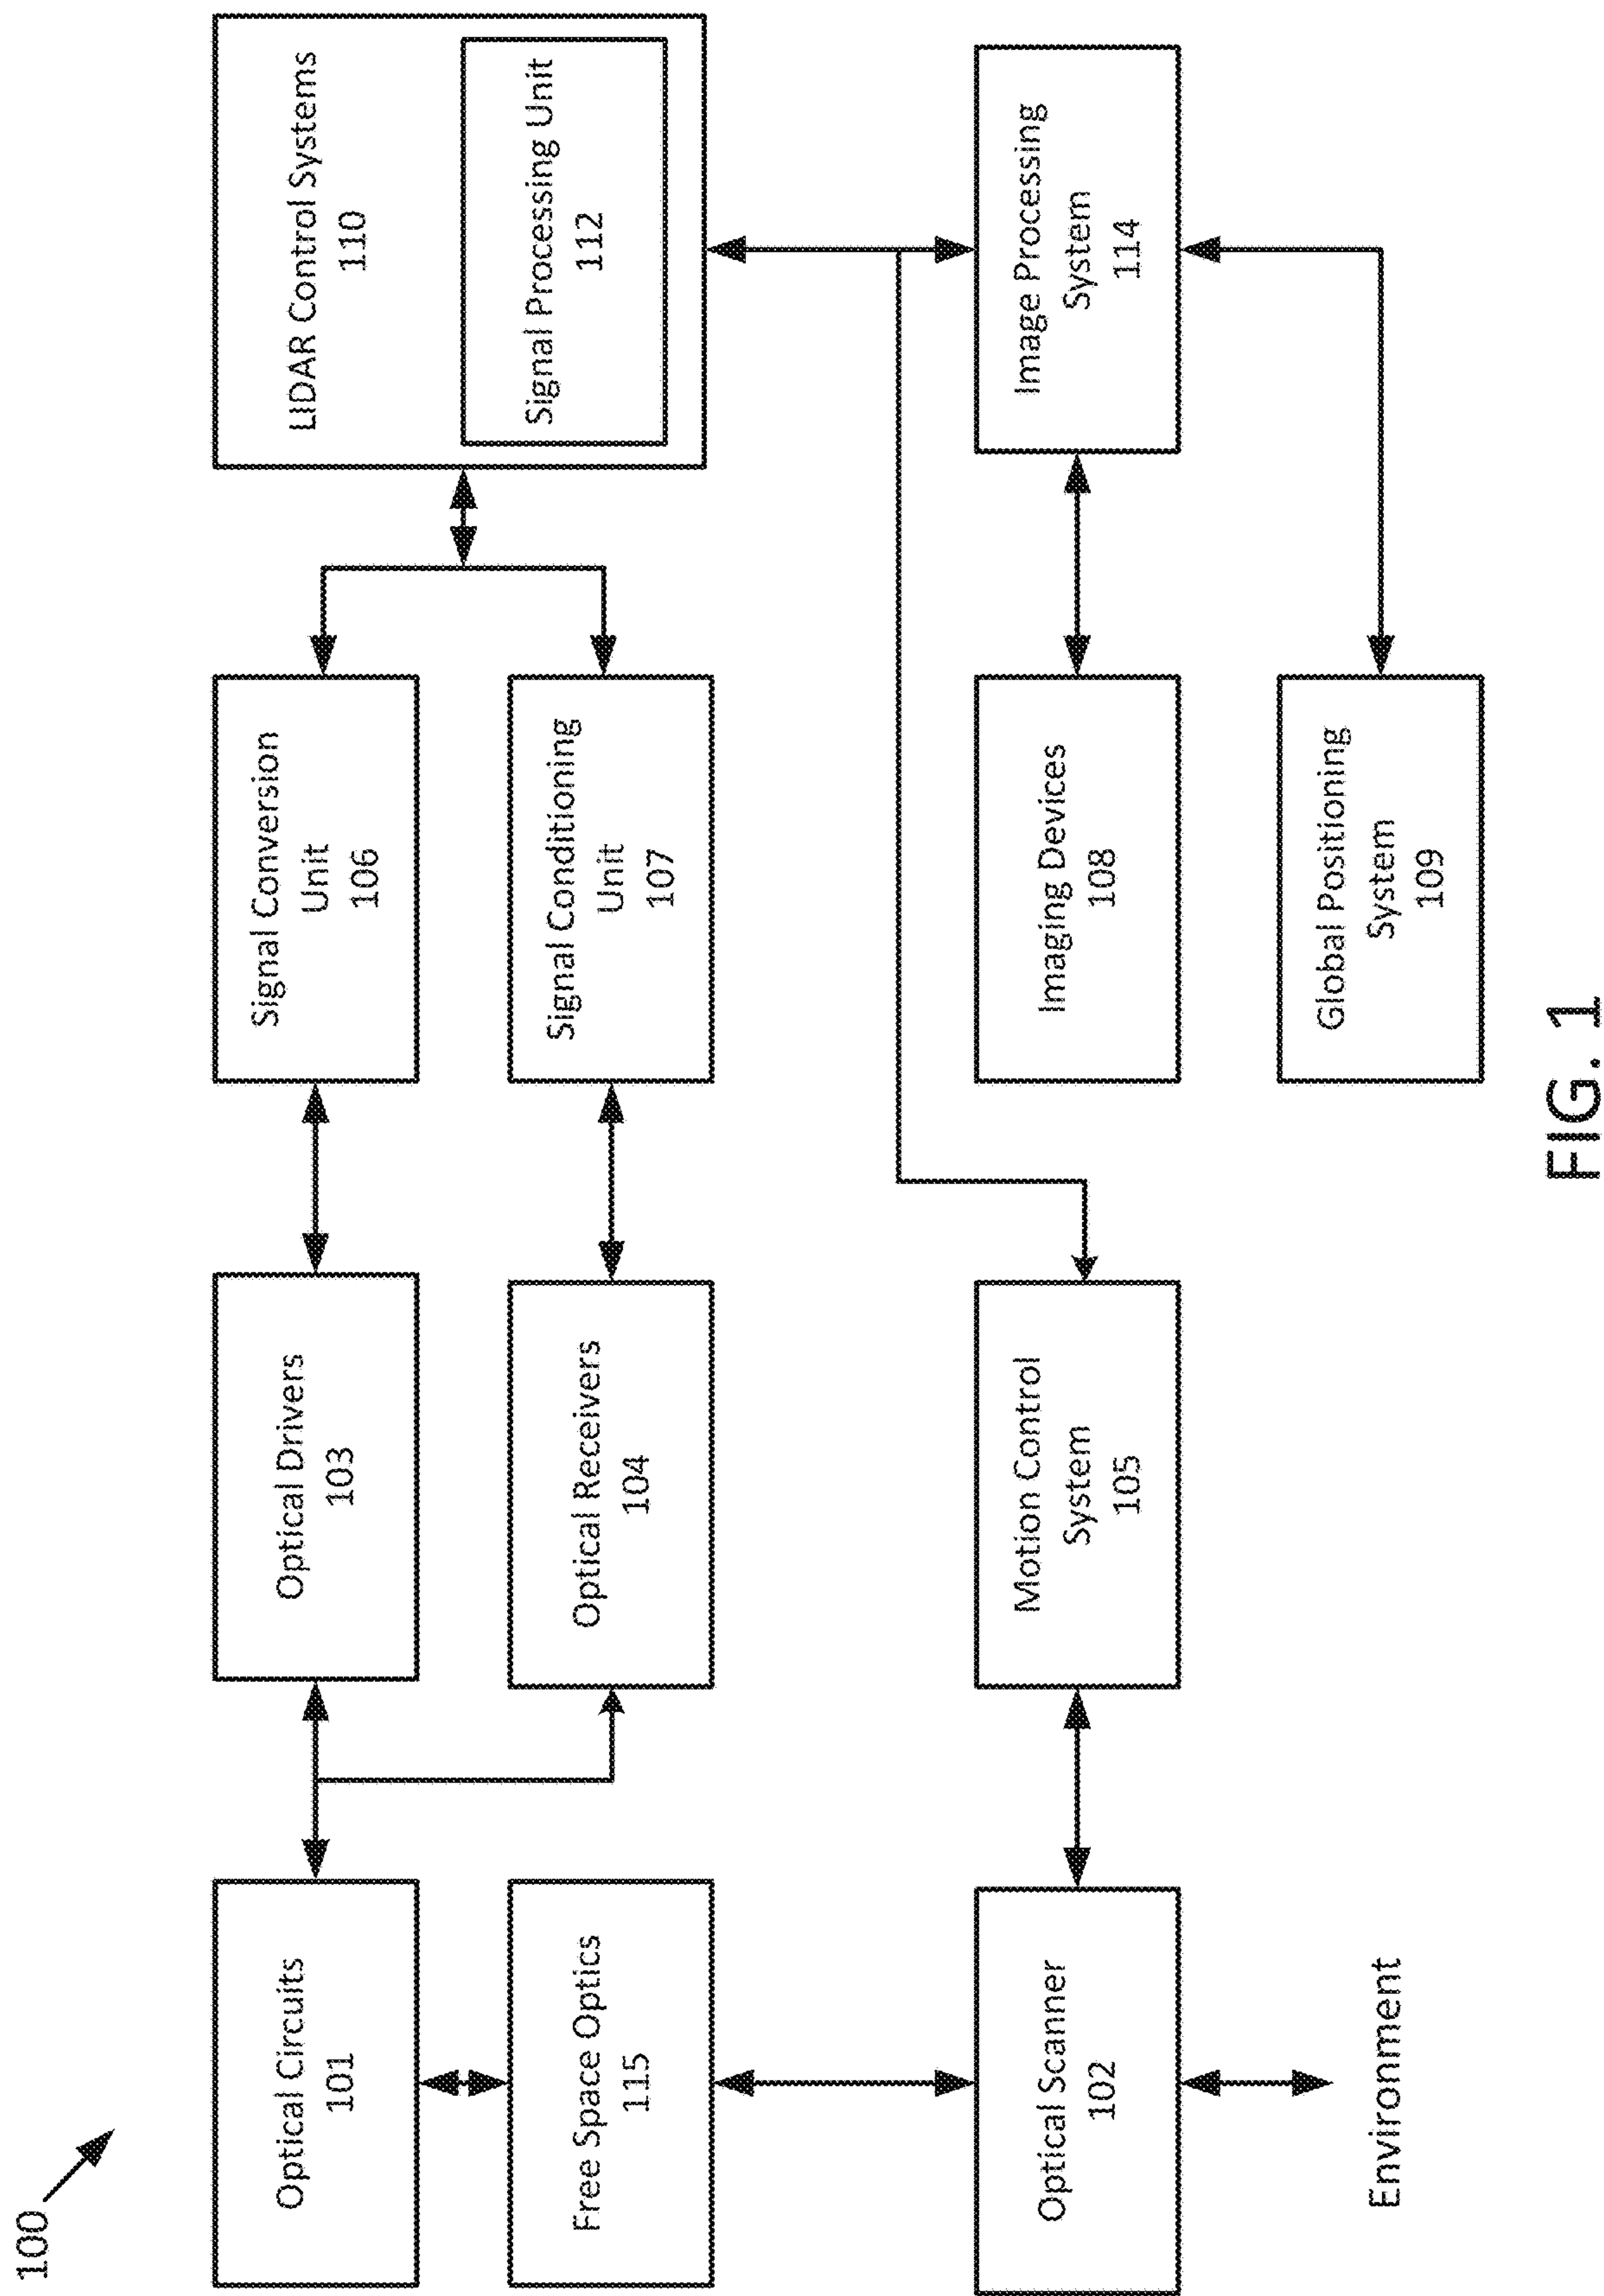 100
Optical Circuits
101
Optical Drivers
103
Signal Conversion
Unit
106
LIDAR Control Systems
110
Signal Processing Unit
112
Free Space Optics
115
Optical Receivers
104
Signal Conditioning
Unit
107
Optical Scanner
102
Motion Control
System
105
Imaging Devices
108
Image Processing
System
114
Environment
Global Positioning
System
109
FIG. 1